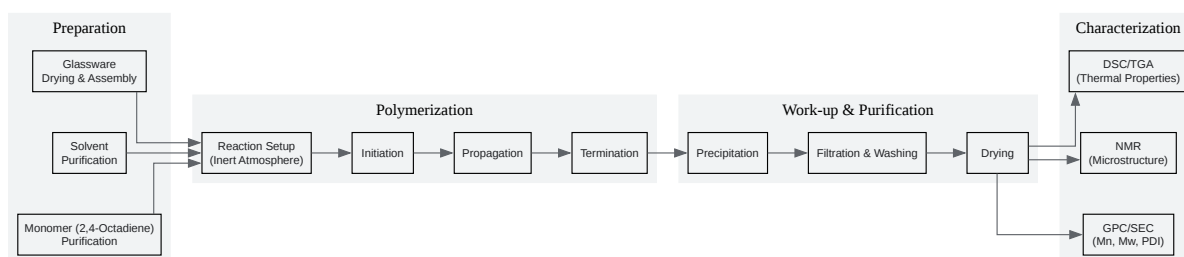 Preparation
Glassware
Drying & Assembly
Solvent
Purification
Monomer (2,4-Octadiene)
Purification
Polymerization
Reaction Setup
(Inert Atmosphere)
Initiation
Propagation
Termination
Work-up & Purification
Precipitation
Filtration & Washing
Drying
Characterization
DSC/TGA
(Thermal Properties)
NMR
(Microstructure)
GPC/SEC
(Mn, Mw, PDI)